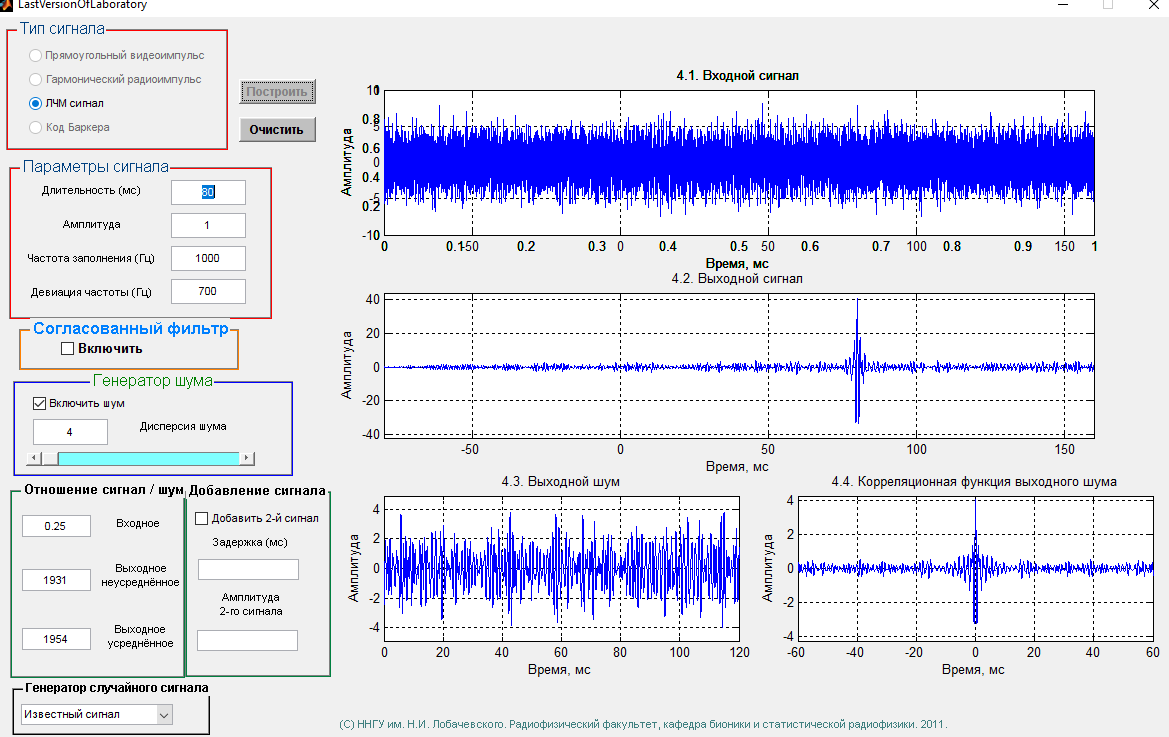 LastVersionOfLaboratory
Тип сигнала
Прямоугольный видеоимпульс
Гармонический радиоимпульс
ЛЧМ сигнал
Код Баркера
Построить
Очистить
Параметры сигнала
Длительность (мс)
80
Амплитуда
1
Частота заполнения (Гц)
1000
Девиация частоты (Гц)
700
Согласованный фильтр
Включить
Генератор шума
Включить шум
4
Дисперсия шума
Отношение сигнал / шум
0.25
Входное
1931
Выходное
неусреднённое
1954
Выходное
усреднённое
Добавление сигнала
Добавить 2-й сигнал
Задержка (мс)
Амплитуда
2-го сигнала
Генератор случайного сигнала
Известный сигнал
4.1. Входной сигнал
Амплитуда
10 1
0.8
5
0.6
0
0.4
-5
0.2
-10
0 0.1 -50 0.2 0.3 0 0.4 0.5 50 0.6 0.7 100 0.8 0.9 150 1
Время, мс
4.2. Выходной сигнал
Амплитуда
40
20
0
-20
-40
-50 0 50 100 150
Время, мс
4.3. Выходной шум
Амплитуда
4
2
0
-2
-4
0 20 40 60 80 100 120
Время, мс
4.4. Корреляционная функция выходного шума
Амплитуда
4
2
0
-2
-4
-60 -40 -20 0 20 40 60
Время, мс
(С) ННГУ им. Н.И. Лобачевского. Радиофизический факультет, кафедра бионики и статистической радиофизики. 2011.